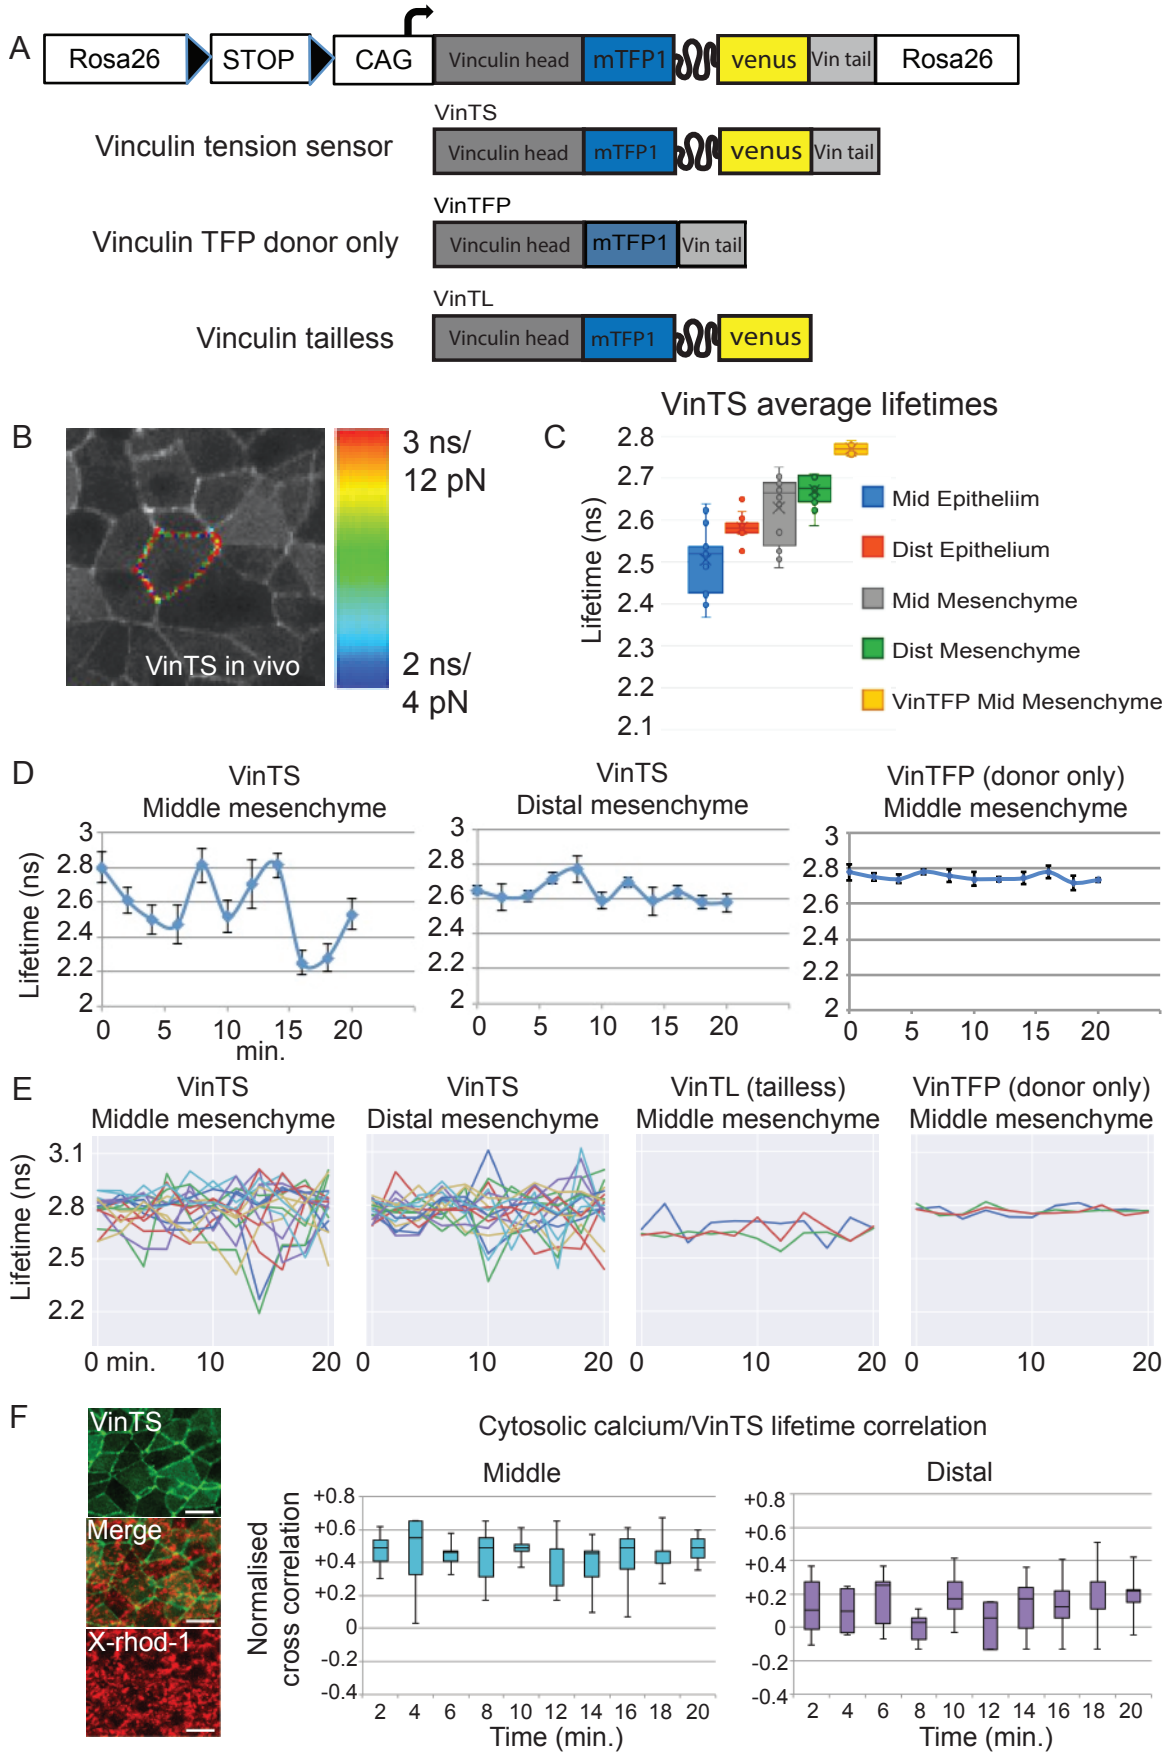 A
Rosa26 STOP CAG Vinculin head mTFP1 venus Vin tail Rosa26
VinTS
Vinculin tension sensor Vinculin head mTFP1 venus Vin tail
VinTFP
Vinculin TFP donor only Vinculin head mTFP1 Vin tail
VinTL
Vinculin tailless Vinculin head mTFP1 venus
B
3 ns/
12 pN
2 ns/
4 pN
VinTS in vivo
C
VinTS average lifetimes
Lifetime (ns)
2.8
2.7
2.6
2.5
2.4
2.3
2.2
2.1
Mid Epitheliim
Dist Epithelium
Mid Mesenchyme
Dist Mesenchyme
VinTFP Mid Mesenchyme
D
VinTS
Middle mesenchyme
Lifetime (ns)
3
2.8
2.6
2.4
2.2
2
0 5 10 15 20
min.
VinTS
Distal mesenchyme
3
2.8
2.6
2.4
2.2
2
0 5 10 15 20
VinTFP (donor only)
Middle mesenchyme
3
2.8
2.6
2.4
2.2
2
0 5 10 15 20
E
VinTS
Middle mesenchyme
Lifetime (ns)
3.1
2.8
2.5
2.2
0 min. 10 20
VinTS
Distal mesenchyme
0 10 20
VinTL (tailless)
Middle mesenchyme
0 10 20
VinTFP (donor only)
Middle mesenchyme
0 10 20
F
VinTS
Merge
X-rhod-1
Cytosolic calcium/VinTS lifetime correlation
Middle
Normalised
cross correlation
+0.8
+0.6
+0.4
+0.2
0
-0.2
-0.4
2 4 6 8 10 12 14 16 18 20
Time (min.)
Distal
+0.8
+0.6
+0.4
+0.2
0
-0.2
-0.4
2 4 6 8 10 12 14 16 18 20
Time (min.)